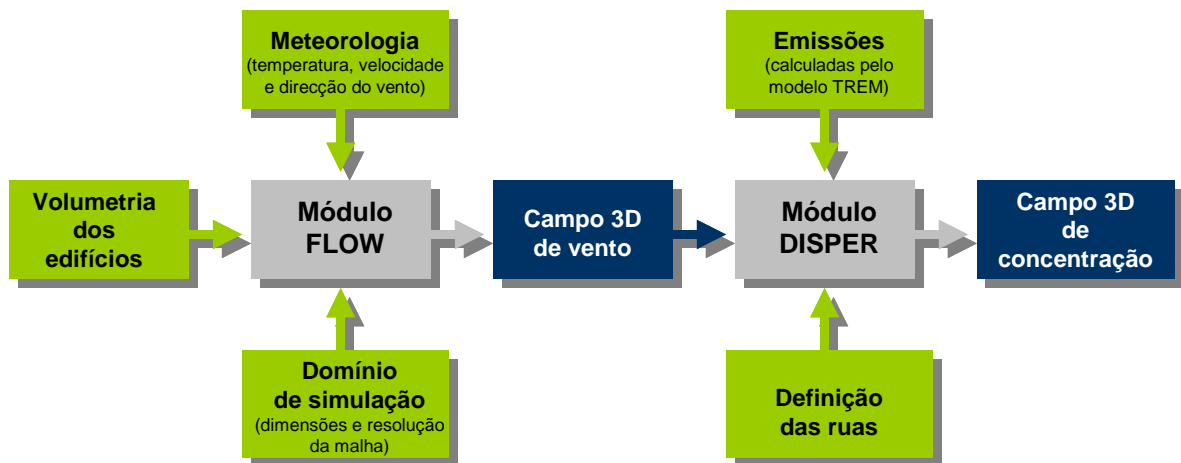 Meteorologia
(temperatura, velocidade
e direcção do vento)
Emissões
(calculadas pelo
modelo TREM)
Volumetria
dos
edifícios
Módulo
FLOW
Campo 3D
de vento
Módulo
DISPER
Campo 3D
de
concentração
Domínio
de simulação
(dimensões e resolução
da malha)
Definição
das ruas